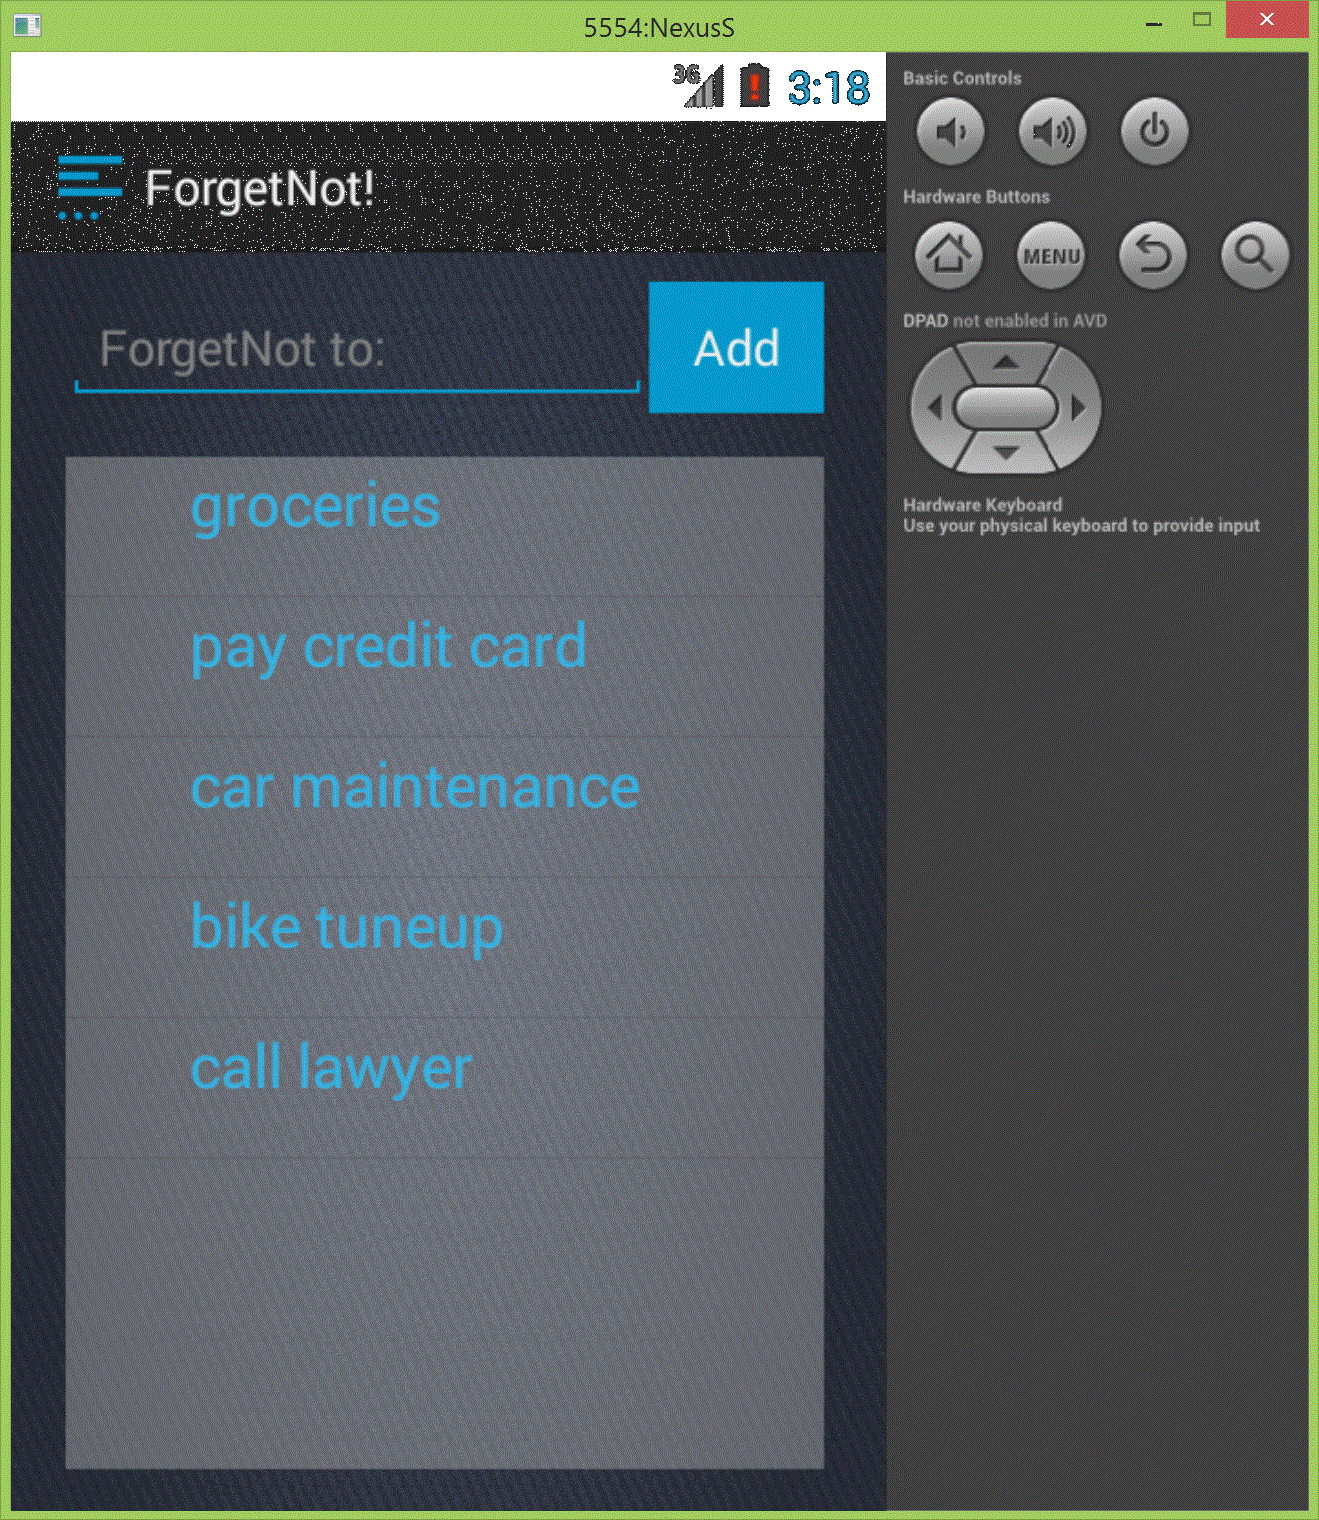 5554:NexusS
3G
3:18
ForgetNot!
ForgetNot to:
Add
groceries
pay credit card
car maintenance
bike tuneup
call lawyer
Basic Controls
Hardware Buttons
MENU
DPAD not enabled in AVD
Hardware Keyboard
Use your physical keyboard to provide input